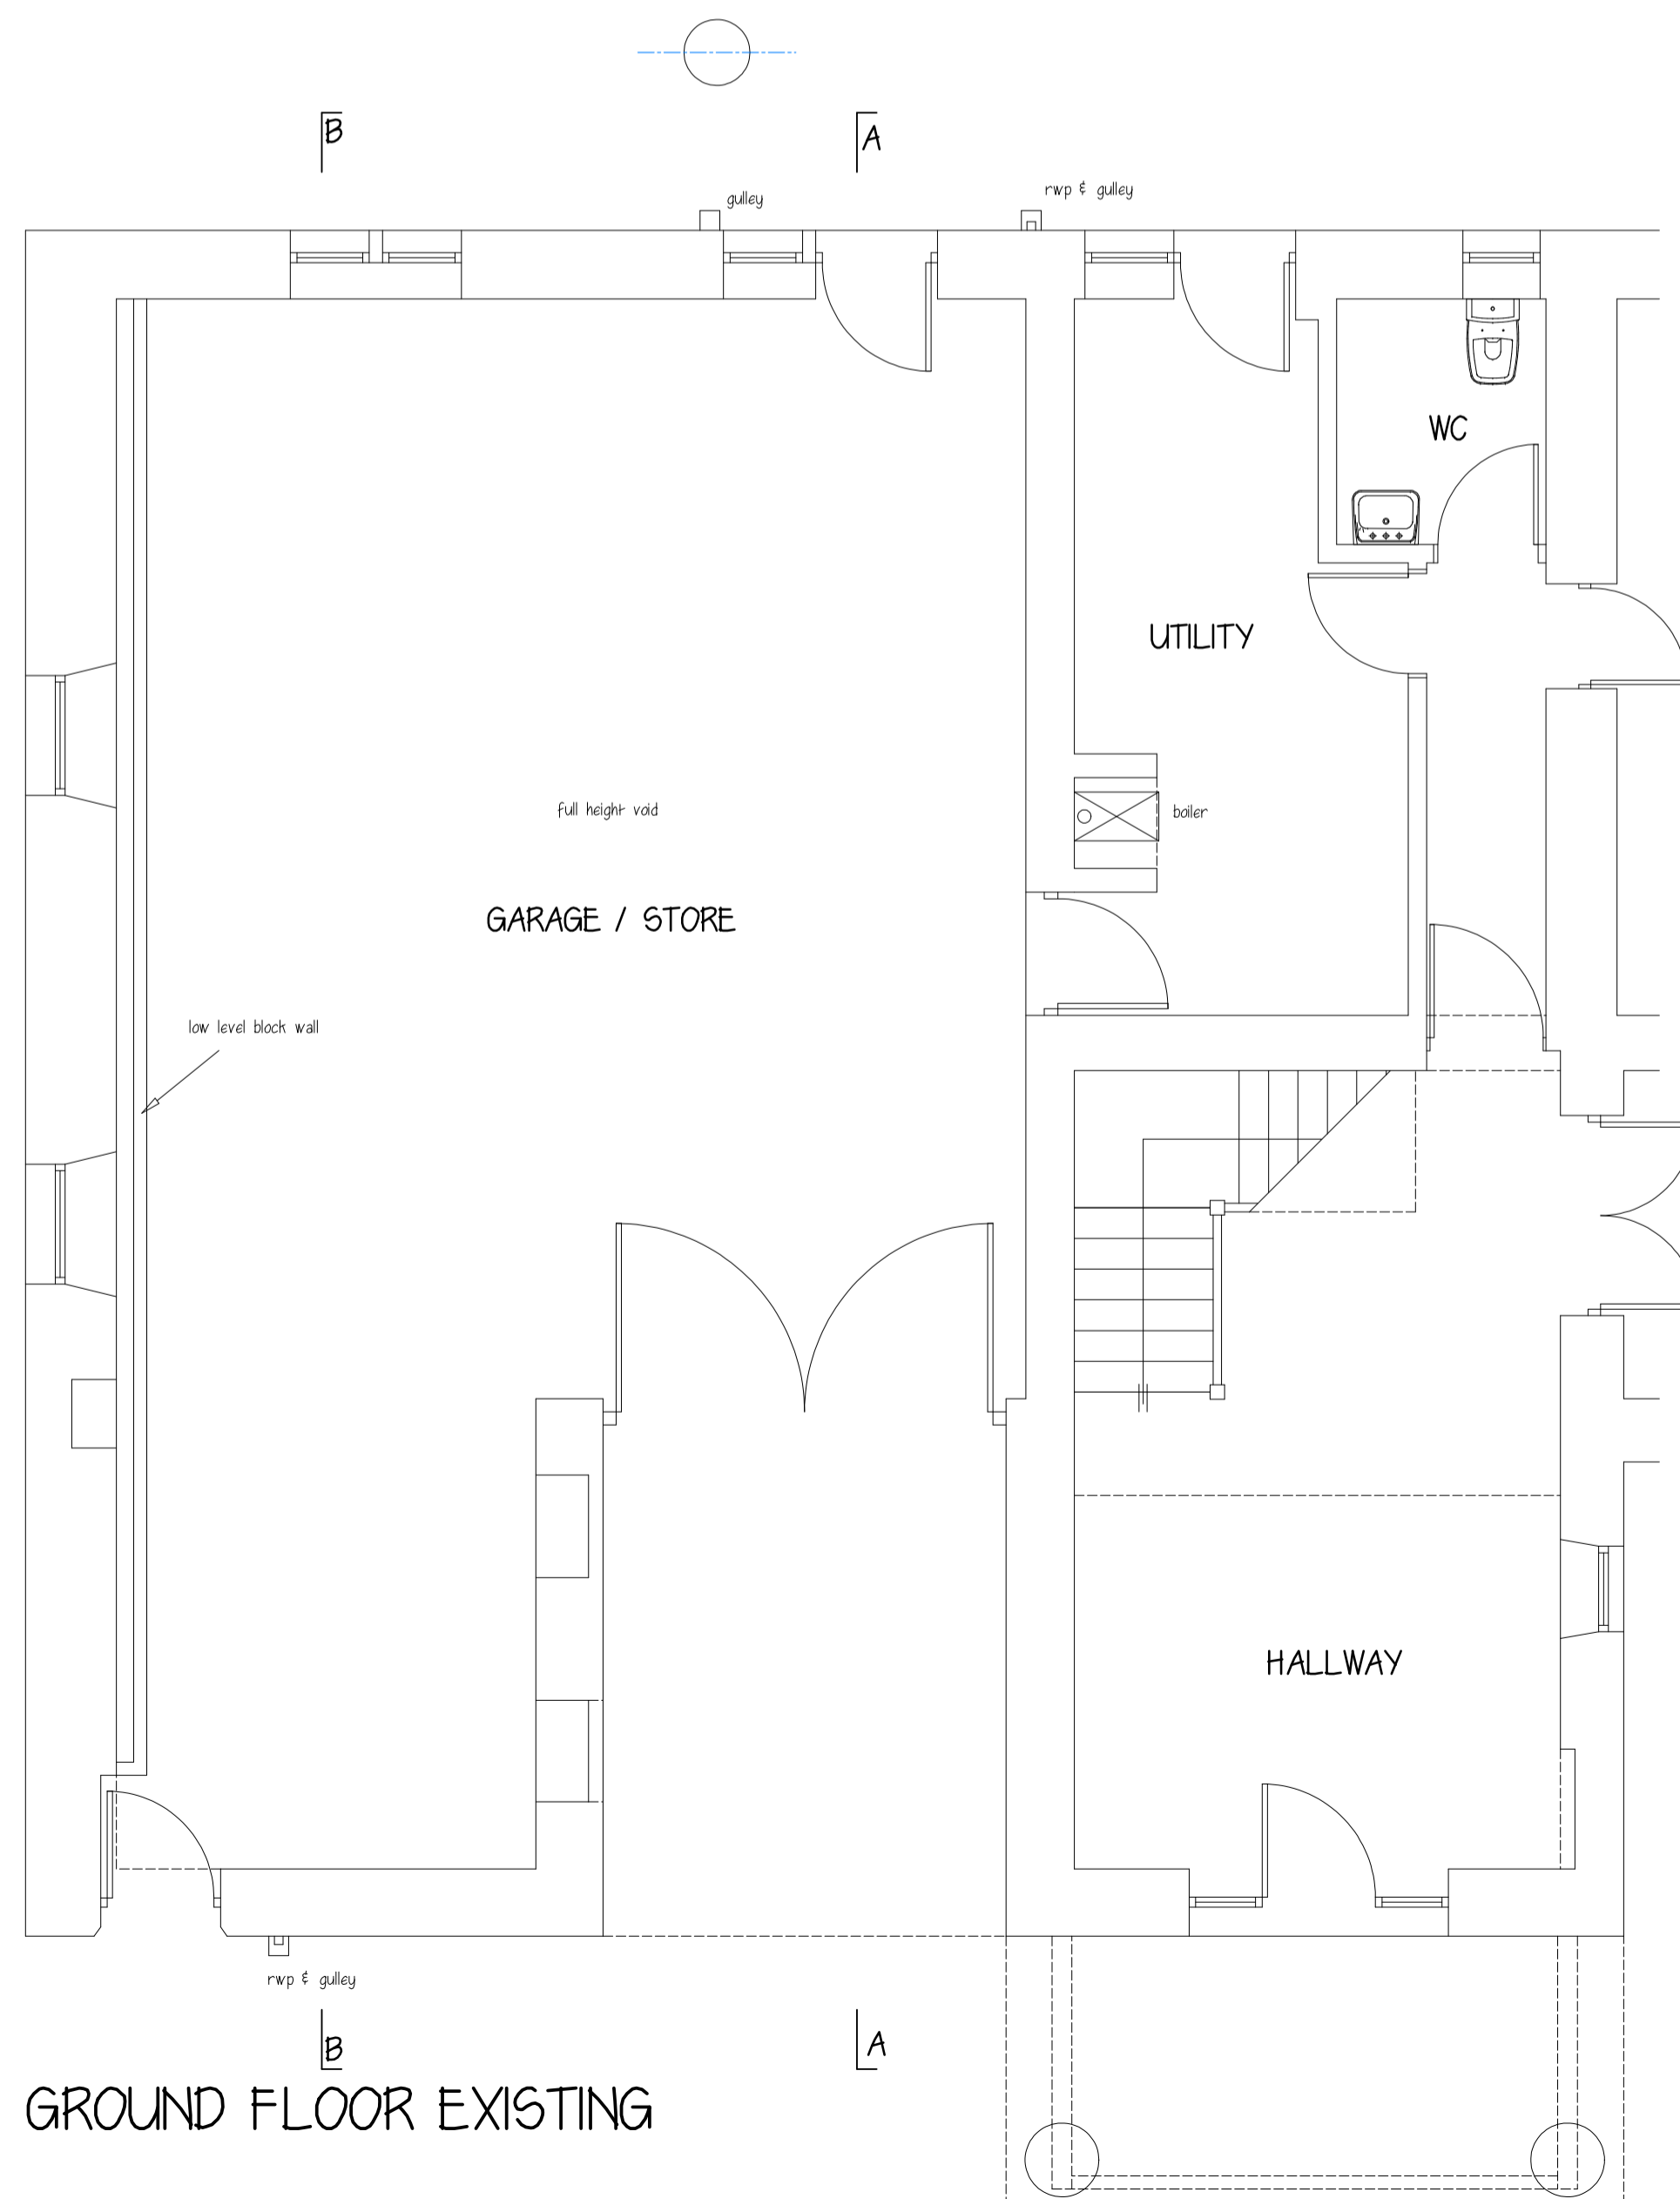 B
A
gulley
rwp & gulley
WC
UTILITY
full height void
boiler
GARAGE / STORE
low level block wall
HALLWAY
rwp & gulley
B
A
GROUND FLOOR EXISTING